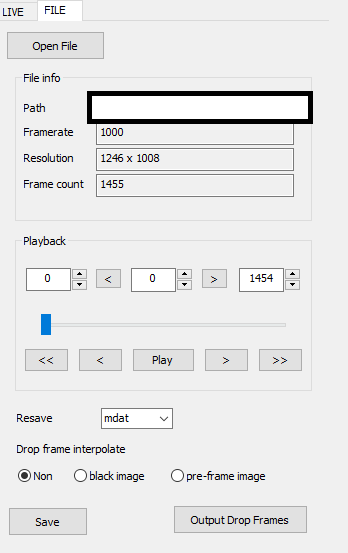 LIVE FILE
Open File
File info
Path
Framerate 1000
Resolution 1246 x 1008
Frame count 1455
Playback
0 < 0 > 1454
<< < Play > >>
Resave mdat
Drop frame interpolate
Non black image pre-frame image
Save Output Drop Frames